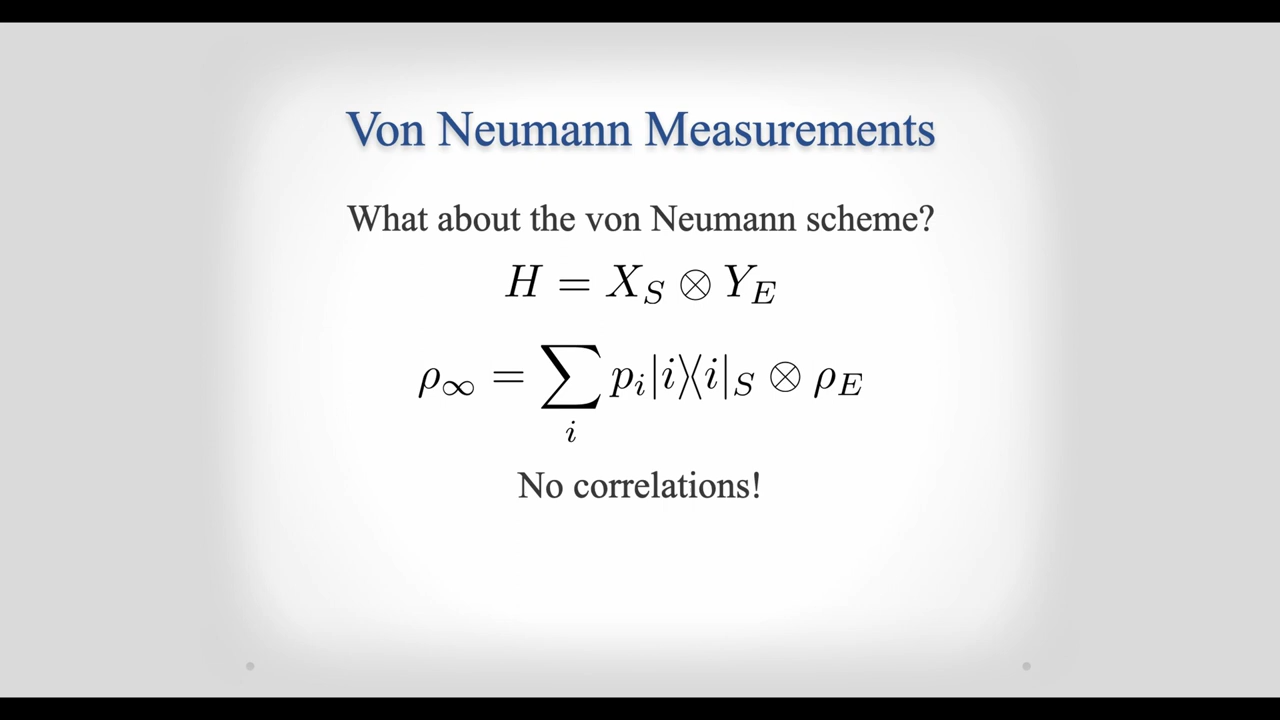 Von Neumann Measurements
What about the von Neumann scheme?
H = X_S ⊗ Y_E
ρ_∞ = ∑_i p_i |i⟩⟨i|_S ⊗ ρ_E
No correlations!